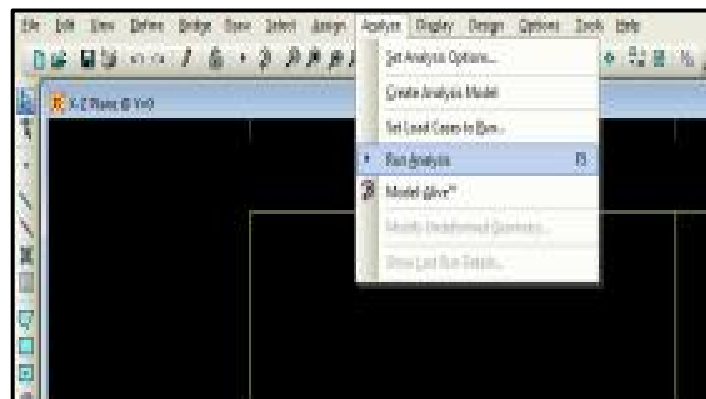 File Edit View Define Bridge Draw Select Assign Analyze Display Design Options Tools Help
X-Z Plane @ Y=0
Set Analysis Options...
Create Analysis Model
Set Load Cases to Run...
Run Analysis F5
Model Alive™
Modify Undeformed Geometry...
Show Last Run Details...